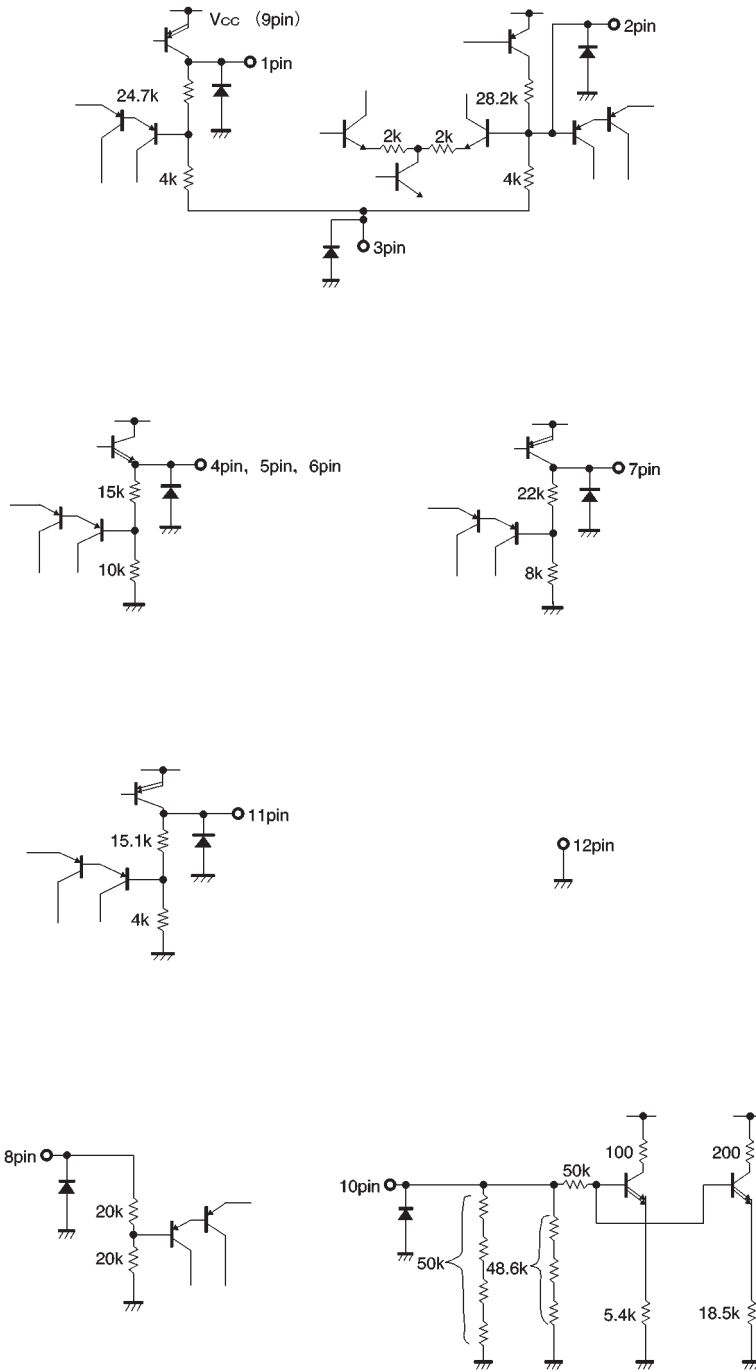 VCC (9pin)
1pin
2pin
24.7k
28.2k
2k
2k
4k
4k
3pin
4pin, 5pin, 6pin
7pin
15k
22k
10k
8k
11pin
15.1k
12pin
4k
8pin
100
200
50k
10pin
20k
20k
50k
48.6k
5.4k
18.5k